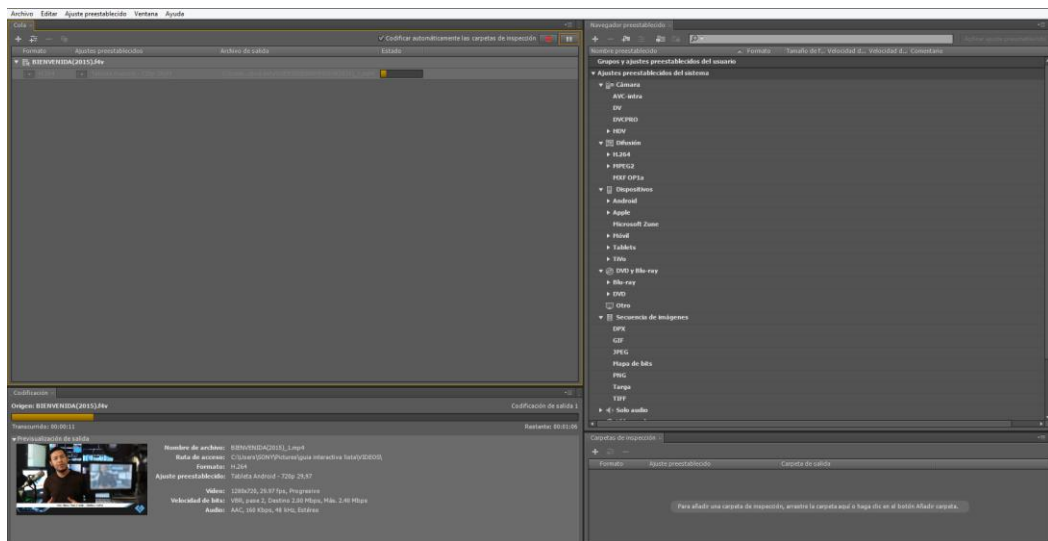 Archivo Editar Ajuste preestablecido Ventana Ayuda
Cola
Codificar automáticamente las carpetas de inspección
Formato Ajustes preestablecidos Archivo de salida Estado
BIENVENIDA(2015).f4v
Codificación
Origen: BIENVENIDA(2015).f4v Codificación de salida 1
Transcurrido: 00:00:11 Restante: 00:01:06
Previsualización de salida
Nombre de archivo: BIENVENIDA(2015)_1.mp4
Ruta de acceso: C:\Users\SONY\Pictures\guia interactiva Total\VIDEOS\
Formato: H.264
Ajuste preestablecido: Tableta Android - 720p 29,97
Vídeo: 1280x720, 29.97 fps, Progresivo
Velocidad de bits: VBR, pasa 2, Destino 2.00 Mbps, Máx. 2.40 Mbps
Audio: AAC, 160 Kbps, 48 kHz, Estéreo
Navegador preestablecido
Nombre preestablecido Formato Tamaño de f... Velocidad d... Velocidad d... Comentario
Grupos y ajustes preestablecidos del usuario
Ajustes preestablecidos del sistema
Cámara
AVC-intra
DV
DVCPRO
HDV
Difusión
H.264
MPEG2
MXF OP1a
Dispositivos
Android
Apple
Microsoft Zune
Móvil
Tablets
TiVo
DVD y Blu-ray
Blu-ray
DVD
Otro
Secuencia de imágenes
DPX
GIF
JPEG
Mapa de bits
PNG
Targa
TIFF
Solo audio
Carpetas de inspección
Formato Ajuste preestablecido Carpeta de salida
Para añadir una carpeta de inspección, arrastre la carpeta aquí o haga clic en el botón Añadir carpeta.